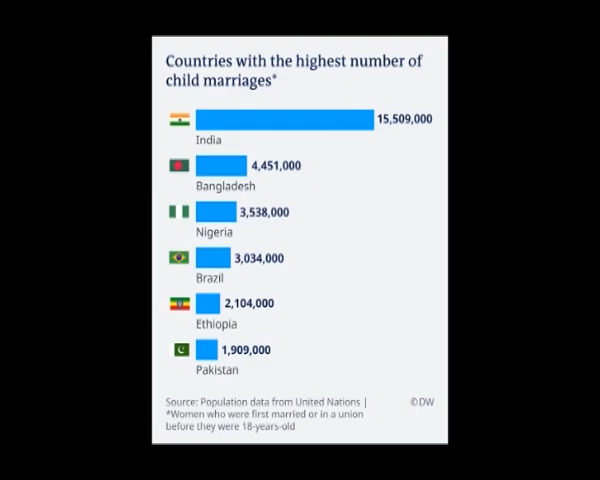 Countries with the highest number of
child marriages*
15,509,000
India
4,451,000
Bangladesh
3,538,000
Nigeria
3,034,000
Brazil
2,104,000
Ethiopia
1,909,000
Pakistan
Source: Population data from United Nations | ©DW
*Women who were first married or in a union
before they were 18-years-old